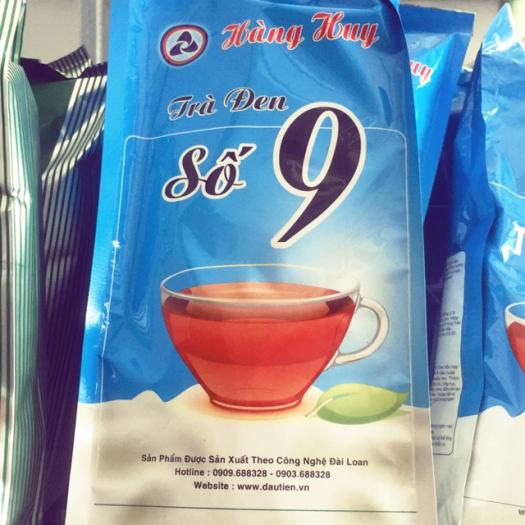 Hàng Huy
Trà Đen
Số 9
Sản Phẩm Được Sản Xuất Theo Công Nghệ Đài Loan
Hotline : 0909.688328 - 0903.688328
Website : www.dautien.vn